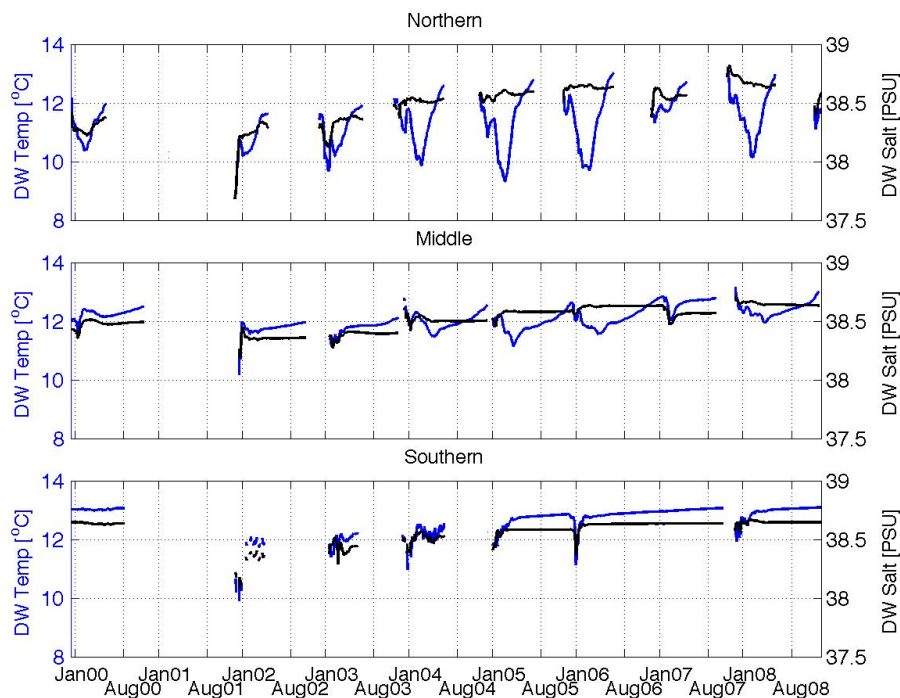 Northern
14
12
10
8
DW Temp [°C]
39
38.5
38
37.5
DW Salt [PSU]
Middle
14
12
10
8
DW Temp [°C]
39
38.5
38
37.5
DW Salt [PSU]
Southern
14
12
10
8
DW Temp [°C]
39
38.5
38
37.5
DW Salt [PSU]
Jan00 Jan01 Jan02 Jan03 Jan04 Jan05 Jan06 Jan07 Jan08
Aug00 Aug01 Aug02 Aug03 Aug04 Aug05 Aug06 Aug07 Aug08